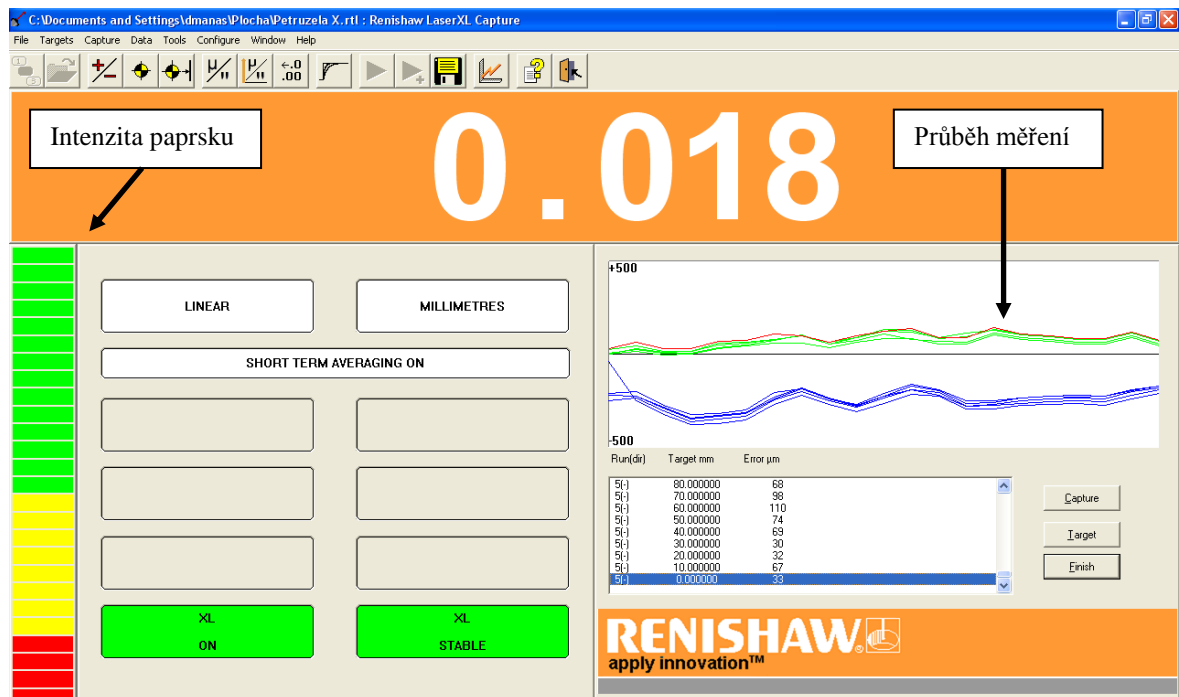 C:\Documents and Settings\dmanas\Plocha\Petruzela X.rtl : Renishaw LaserXL Capture
File Targets Capture Data Tools Configure Window Help
Intenzita paprsku
0.018
Průběh měření
LINEAR
MILLIMETRES
SHORT TERM AVERAGING ON
XL
ON
XL
STABLE
+500
-500
Run(dir) Target mm Error µm
5(-) 80.000000 68
5(-) 70.000000 98
5(-) 60.000000 110
5(-) 50.000000 74
5(-) 40.000000 69
5(-) 30.000000 30
5(-) 20.000000 32
5(-) 10.000000 67
5(-) 0.000000 33
Capture
Target
Finish
RENISHAW
apply innovation™